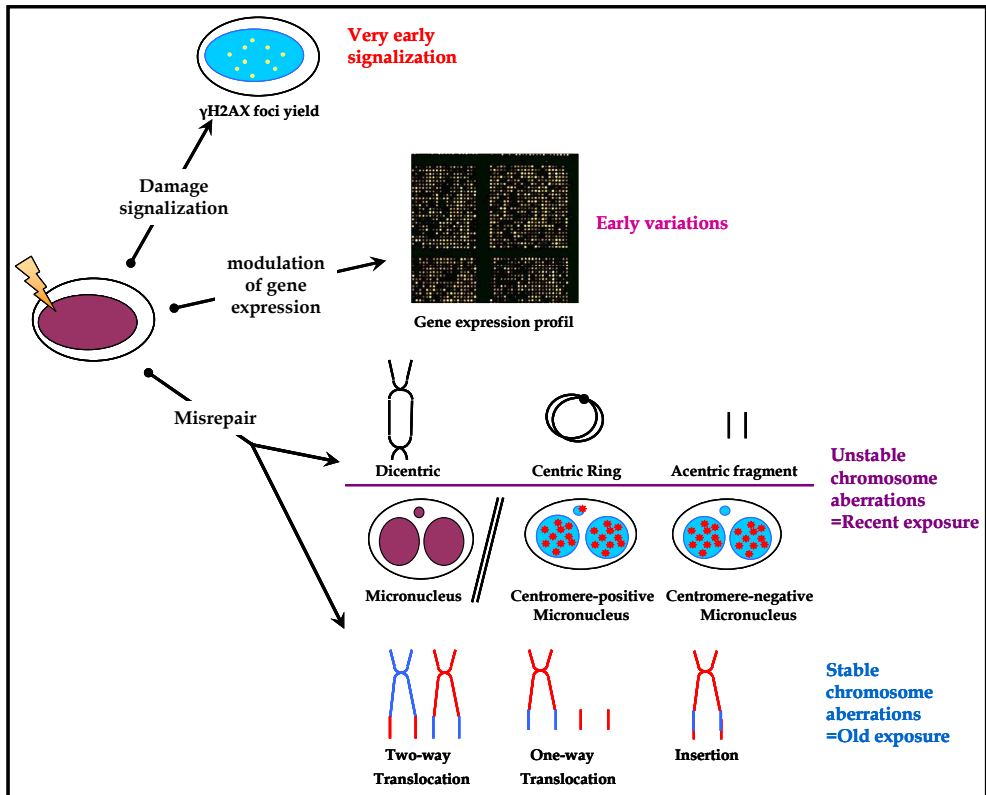 Very early
signalization
γH2AX foci yield
Damage
signalization
modulation
of gene
expression
Early variations
Gene expression profil
Misrepair
Dicentric
Centric Ring
Acentric fragment
Unstable
chromosome
aberrations
=Recent exposure
Micronucleus
Centromere-positive
Micronucleus
Centromere-negative
Micronucleus
Stable
chromosome
aberrations
=Old exposure
Two-way
Translocation
One-way
Translocation
Insertion